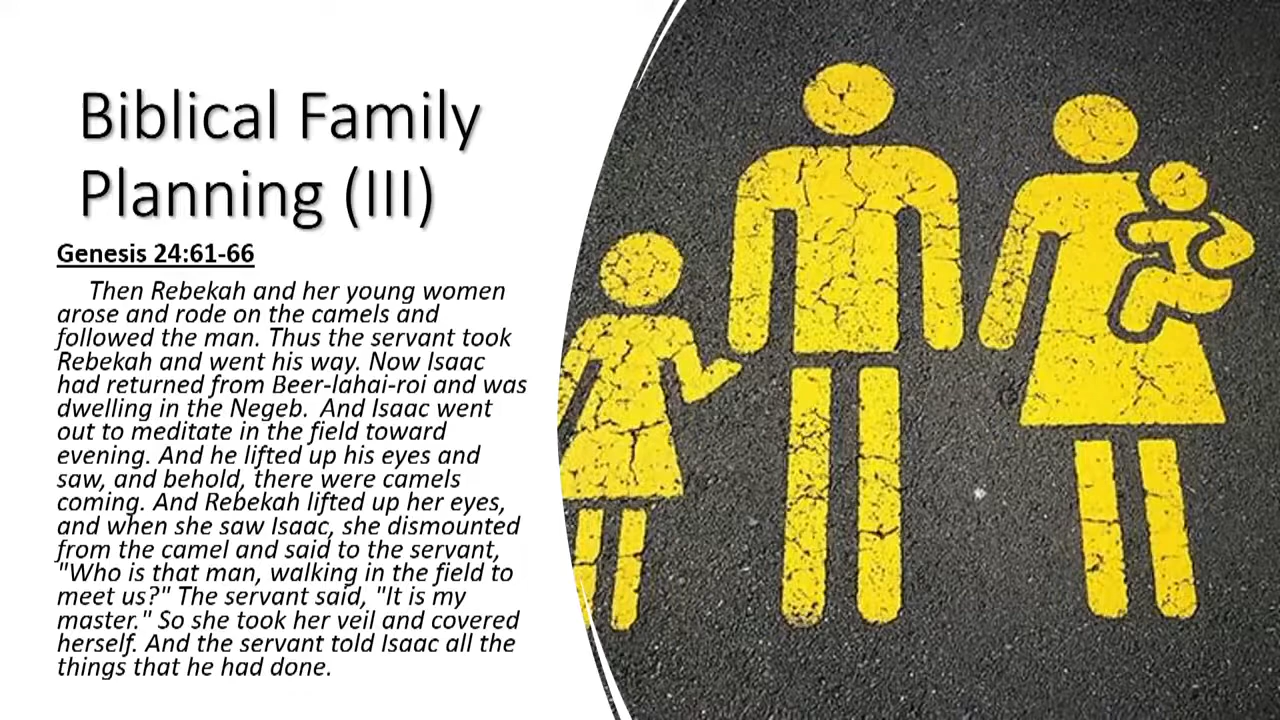 Biblical Family
Planning (III)
Genesis 24:61-66
Then Rebekah and her young women
arose and rode on the camels and
followed the man. Thus the servant took
Rebekah and went his way. Now Isaac
had returned from Beer-lahai-roi and was
dwelling in the Negeb.  And Isaac went
out to meditate in the field toward
evening. And he lifted up his eyes and
saw, and behold, there were camels
coming. And Rebekah lifted up her eyes,
and when she saw Isaac, she dismounted
from the camel and said to the servant,
"Who is that man, walking in the field to
meet us?" The servant said, "It is my
master." So she took her veil and covered
herself. And the servant told Isaac all the
things that he had done.